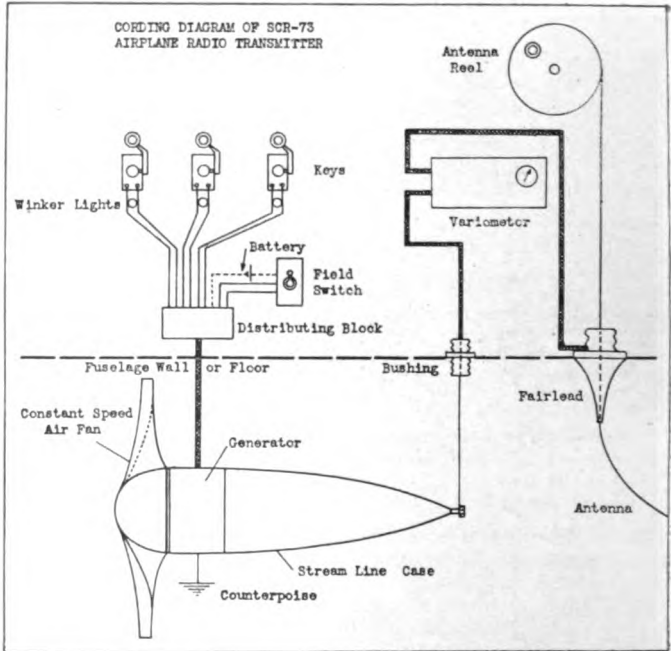 CORDING DIAGRAM OF SCR-73
AIRPLANE RADIO TRANSMITTER
Antenna
Reel
Keys
Winker Lights
Variometer
Battery
Field
Switch
Distributing Block
Fuselage Wall or Floor
Bushing
Fairlead
Constant Speed
Air Fan
Generator
Antenna
Stream Line Case
Counterpoise